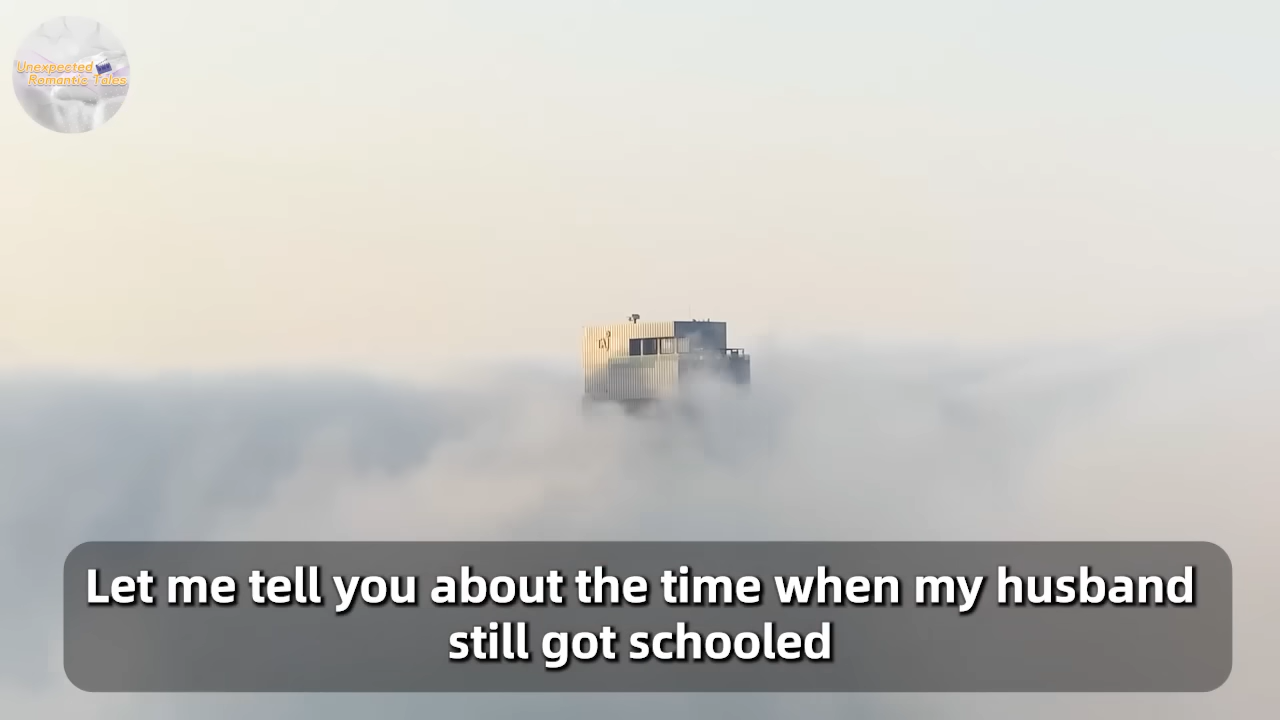 Unexpected
Romantic Tales
Let me tell you about the time when my husband
still got schooled